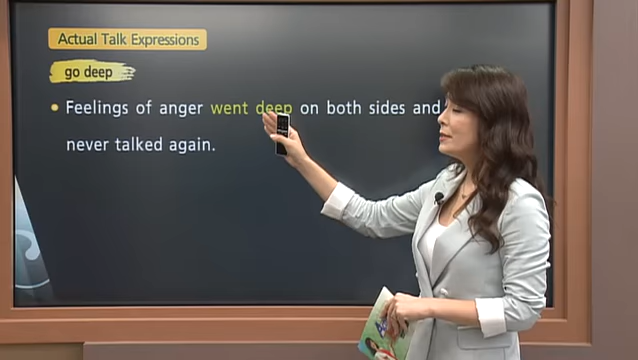 Actual Talk Expressions
go deep
Feelings of anger went deep on both sides and
never talked again.